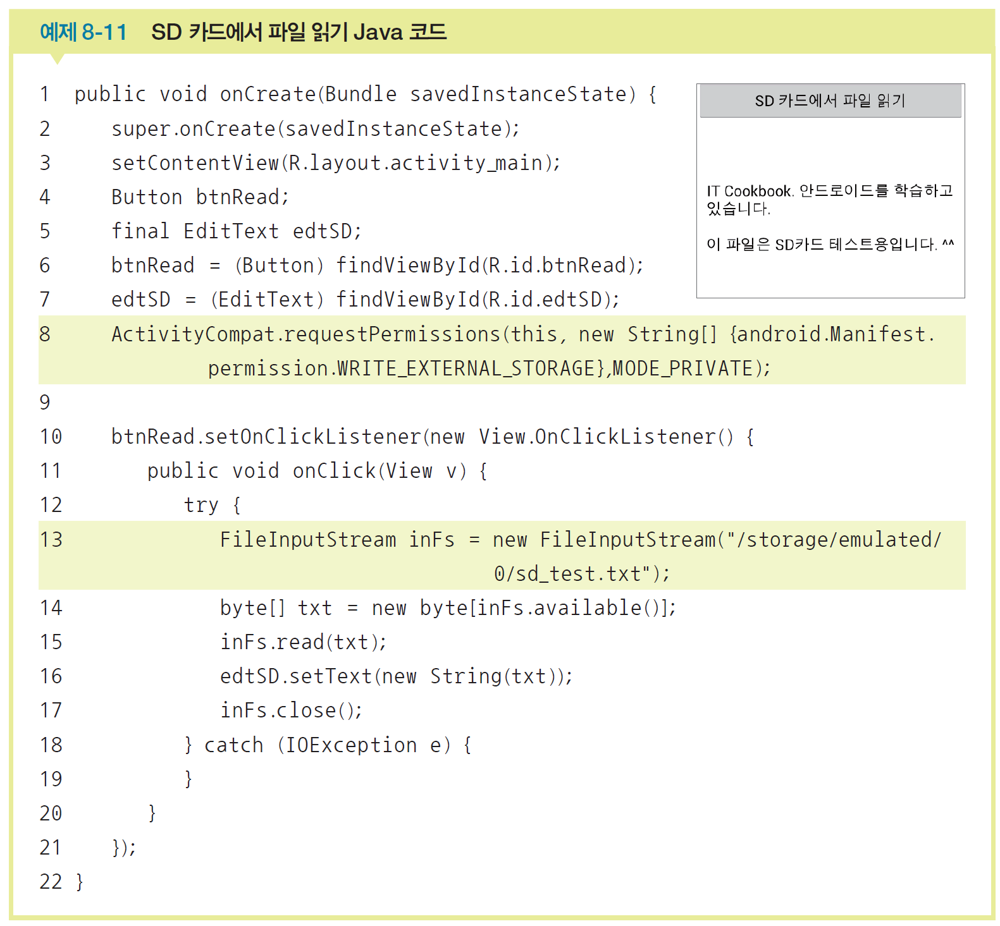 예제 8-11 SD 카드에서 파일 읽기 Java 코드
1 public void onCreate(Bundle savedInstanceState) {
2 super.onCreate(savedInstanceState);
3 setContentView(R.layout.activity_main);
4 Button btnRead;
5 final EditText edtSD;
6 btnRead = (Button) findViewById(R.id.btnRead);
7 edtSD = (EditText) findViewById(R.id.edtSD);
8 ActivityCompat.requestPermissions(this, new String[] {android.Manifest.
permission.WRITE_EXTERNAL_STORAGE},MODE_PRIVATE);
9
10 btnRead.setOnClickListener(new View.OnClickListener() {
11 public void onClick(View v) {
12 try {
13 FileInputStream inFs = new FileInputStream("/storage/emulated/
0/sd_test.txt");
14 byte[] txt = new byte[inFs.available()];
15 inFs.read(txt);
16 edtSD.setText(new String(txt));
17 inFs.close();
18 } catch (IOException e) {
19 }
20 }
21 });
22 }
SD 카드에서 파일 읽기
IT Cookbook. 안드로이드를 학습하고
있습니다.
이 파일은 SD카드 테스트용입니다. ^^